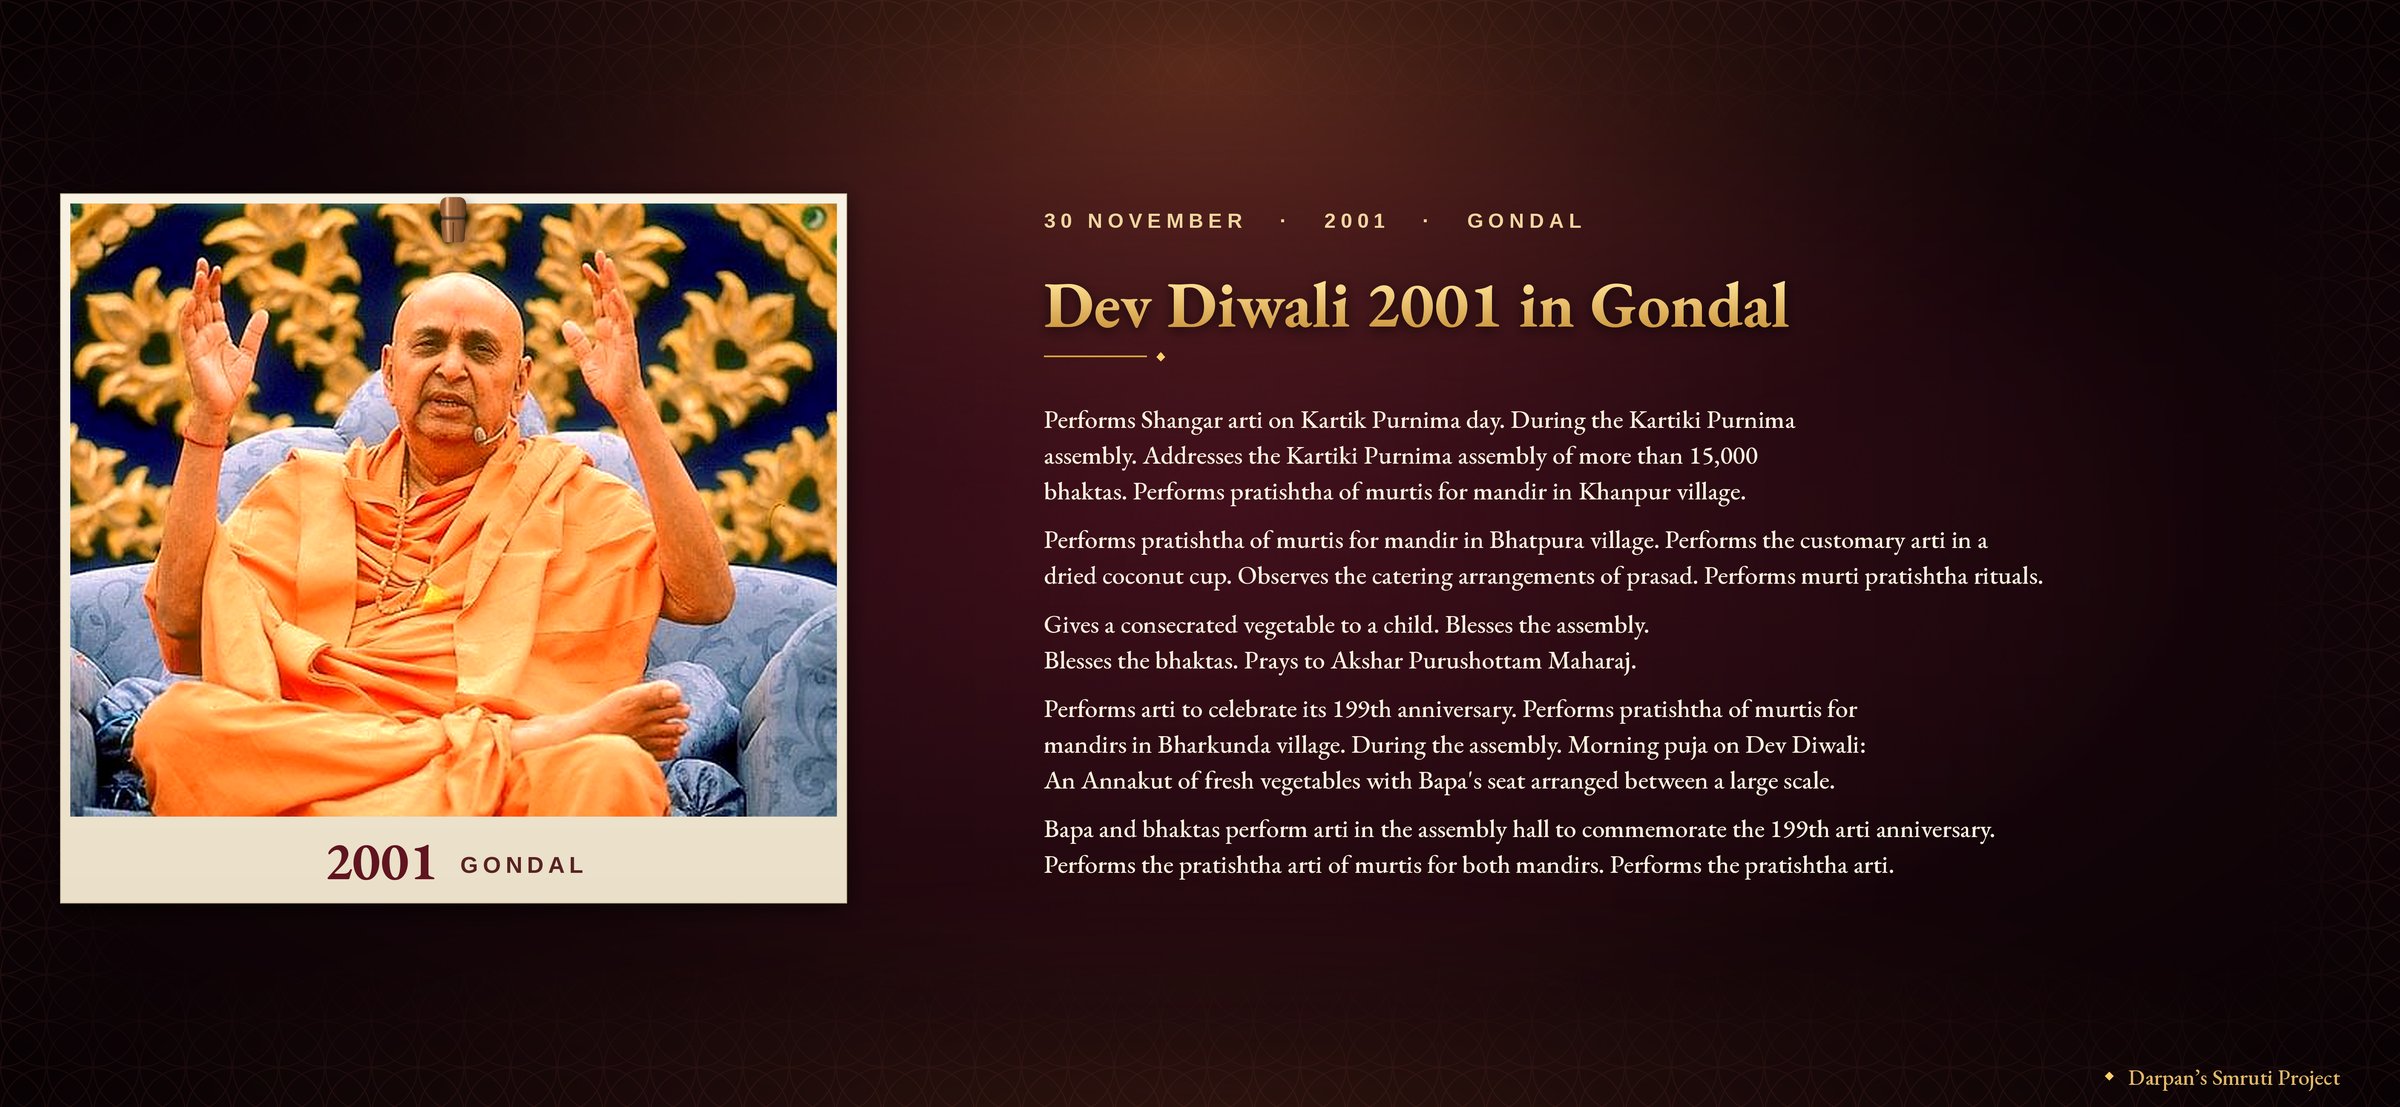 2001 GONDAL
30 NOVEMBER · 2001 · GONDAL
Dev Diwali 2001 in Gondal
Performs Shangar arti on Kartik Purnima day. During the Kartiki Purnima
assembly. Addresses the Kartiki Purnima assembly of more than 15,000
bhaktas. Performs pratishtha of murtis for mandir in Khanpur village.
Performs pratishtha of murtis for mandir in Bhatpura village. Performs the customary arti in a
dried coconut cup. Observes the catering arrangements of prasad. Performs murti pratishtha rituals.
Gives a consecrated vegetable to a child. Blesses the assembly.
Blesses the bhaktas. Prays to Akshar Purushottam Maharaj.
Performs arti to celebrate its 199th anniversary. Performs pratishtha of murtis for
mandirs in Bharkunda village. During the assembly. Morning puja on Dev Diwali:
An Annakut of fresh vegetables with Bapa's seat arranged between a large scale.
Bapa and bhaktas perform arti in the assembly hall to commemorate the 199th arti anniversary.
Performs the pratishtha arti of murtis for both mandirs. Performs the pratishtha arti.
Darpan’s Smruti Project